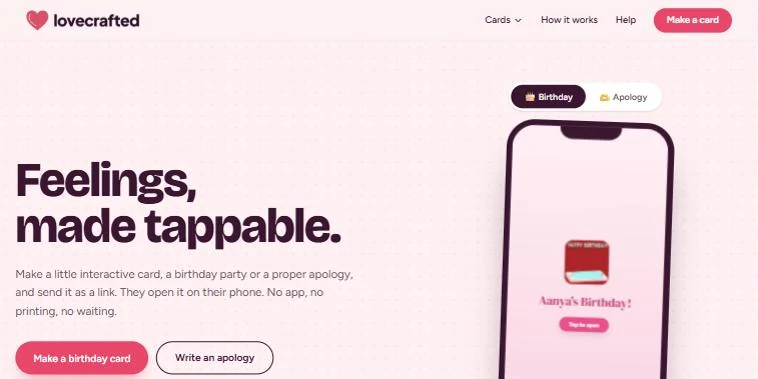 lovecrafted
Cards
How it works
Help
Make a card
Birthday
Apology
Feelings,
made tappable.
Make a little interactive card, a birthday party or a proper apology,
and send it as a link. They open it on their phone. No app, no
printing, no waiting.
Make a birthday card
Write an apology
HAPPY BIRTHDAY
Aanya's Birthday!
Tap to open